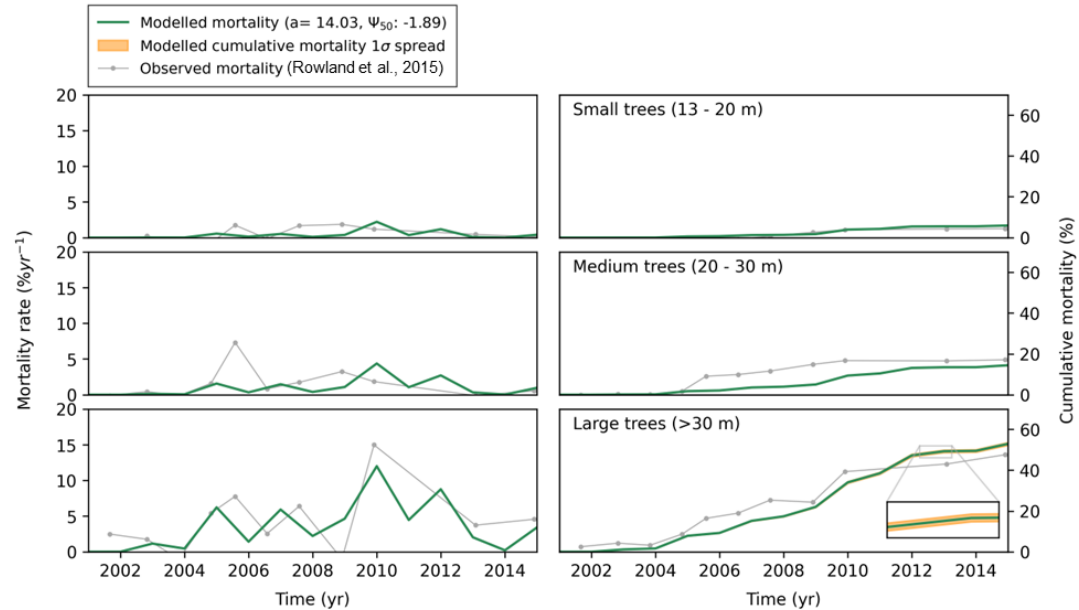 Modelled mortality (a= 14.03, Ψ50: -1.89)
Modelled cumulative mortality 1σ spread
Observed mortality (Rowland et al., 2015)
Mortality rate (%yr−1)
20
15
10
5
0
20
15
10
5
0
20
15
10
5
0
2002 2004 2006 2008 2010 2012 2014
Time (yr)
Small trees (13 - 20 m)
60
40
20
0
Medium trees (20 - 30 m)
60
40
20
0
Large trees (>30 m)
60
40
20
0
2002 2004 2006 2008 2010 2012 2014
Time (yr)
Cumulative mortality (%)